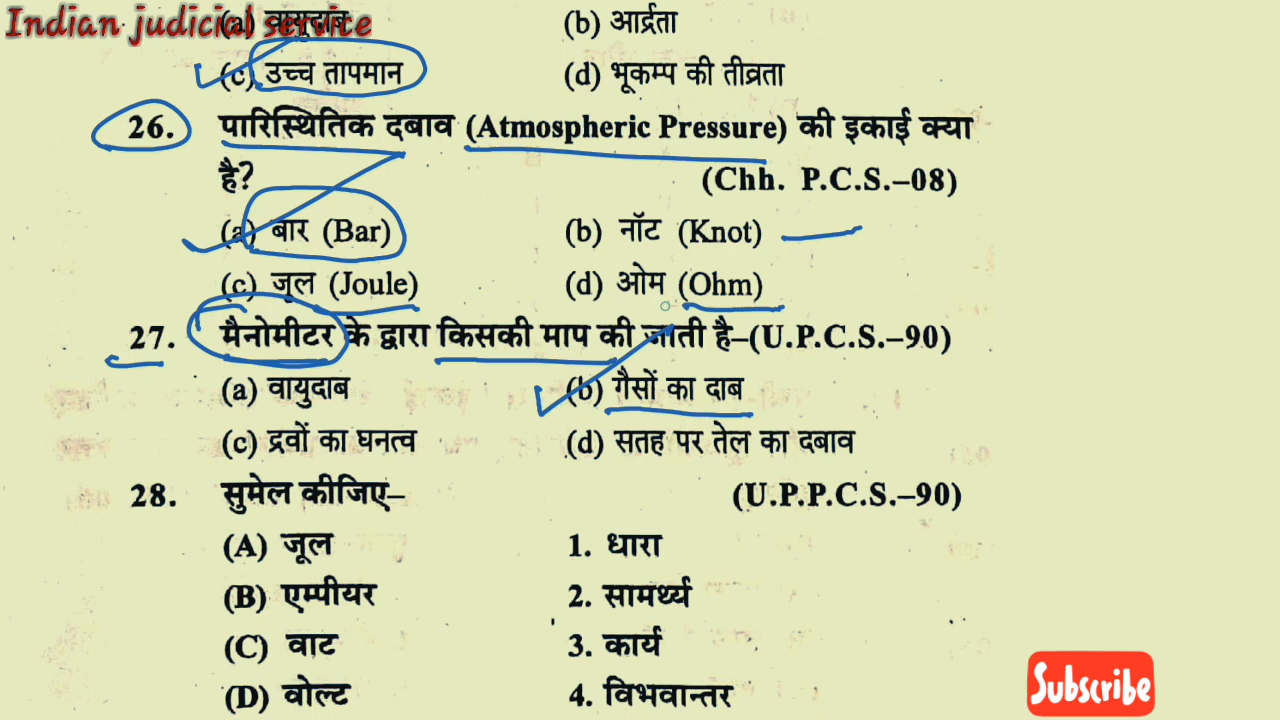 Indian judicial service
(a) वायुदाब (b) आर्द्रता
(c) उच्च तापमान (d) भूकम्प की तीव्रता
26. पारिस्थितिक दबाव (Atmospheric Pressure) की इकाई क्या
है? (Chh. P.C.S.–08)
(a) बार (Bar) (b) नॉट (Knot)
(c) जूल (Joule) (d) ओम (Ohm)
27. मैनोमीटर के द्वारा किसकी माप की जाती है–(U.P.C.S.–90)
(a) वायुदाब (b) गैसों का दाब
(c) द्रवों का घनत्व (d) सतह पर तेल का दबाव
28. सुमेल कीजिए– (U.P.P.C.S.–90)
(A) जूल 1. धारा
(B) एम्पीयर 2. सामर्थ्य
(C) वाट 3. कार्य
(D) वोल्ट 4. विभवान्तर
Subscribe